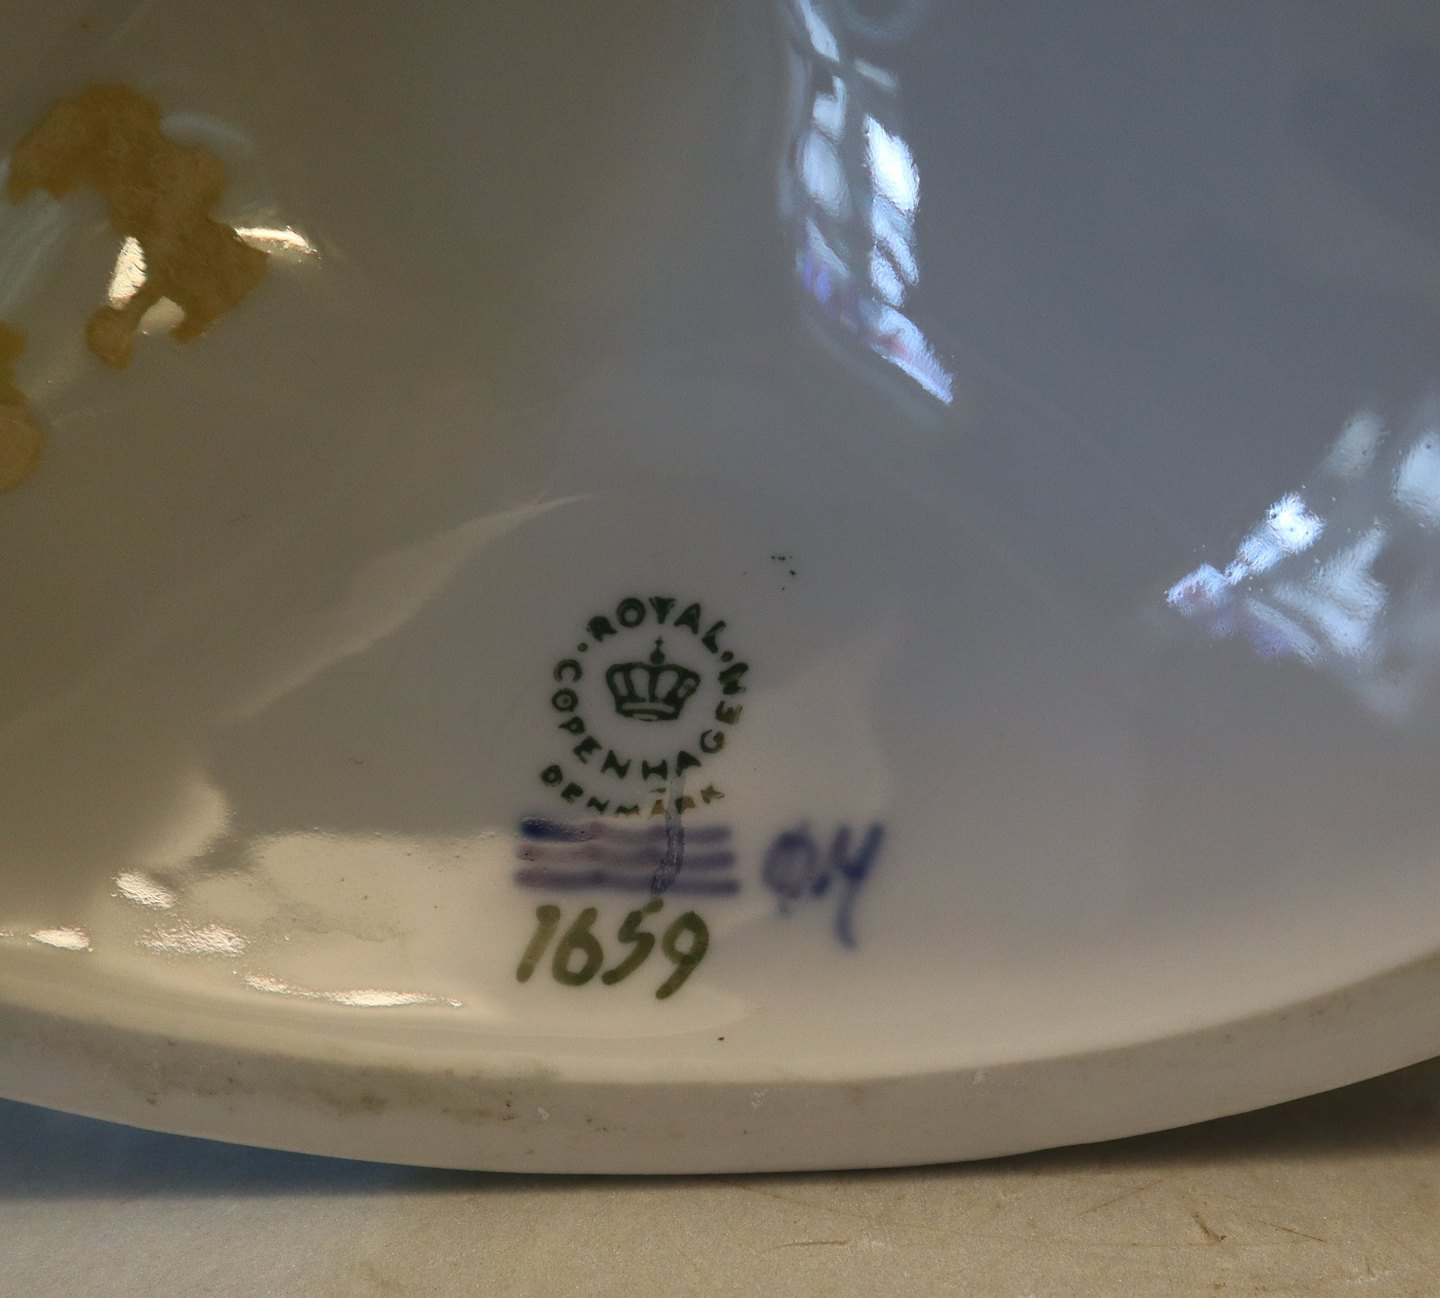 ROYAL
COPENHAGEN
DENMARK
1659